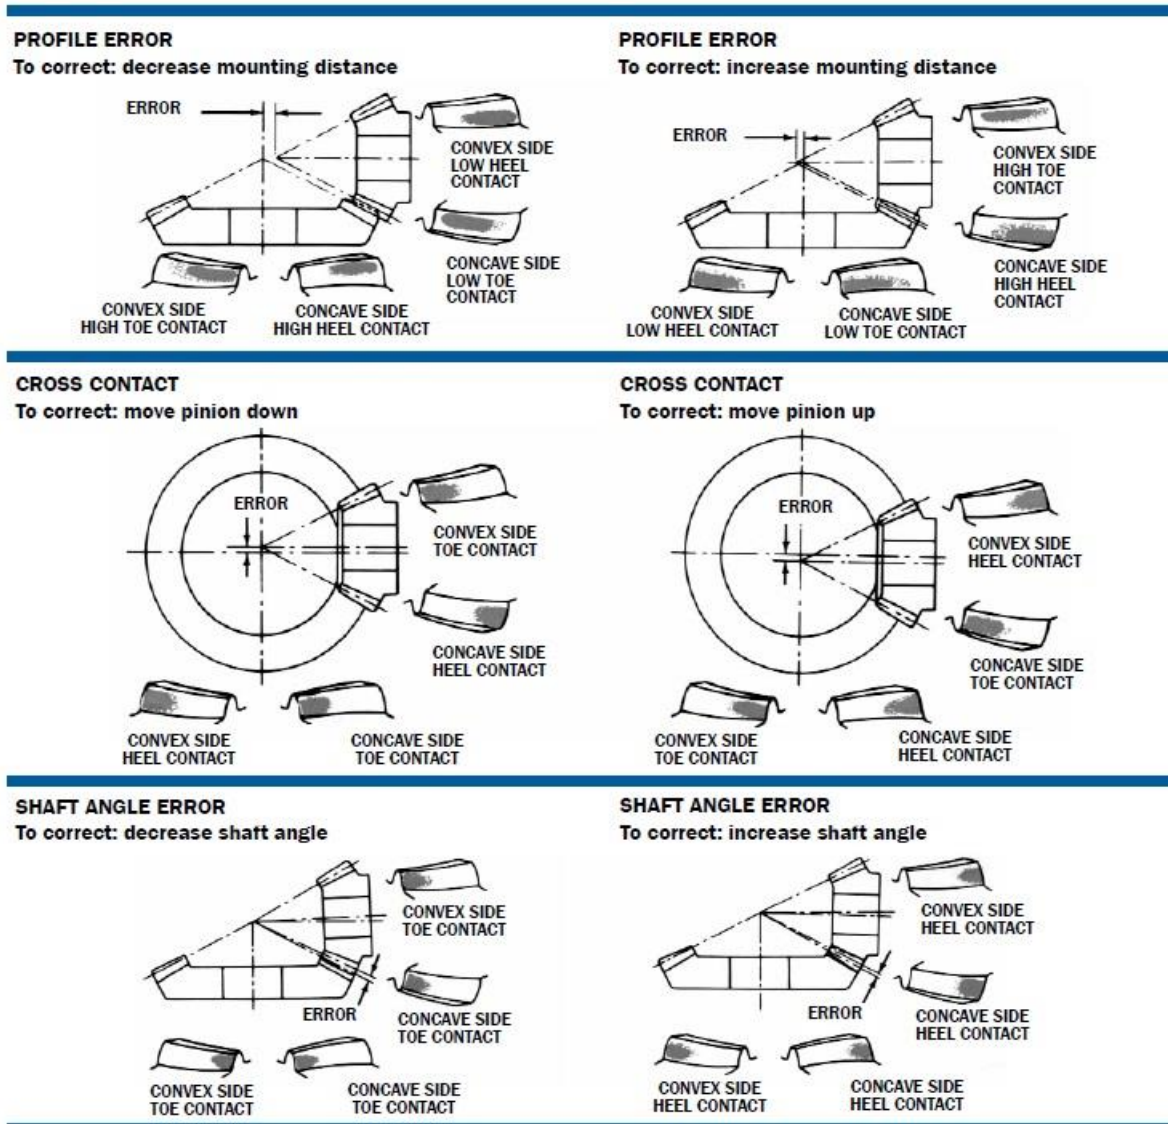 PROFILE ERROR
To correct: decrease mounting distance
ERROR
CONVEX SIDE
LOW HEEL
CONTACT
CONCAVE SIDE
LOW TOE
CONTACT
CONVEX SIDE
HIGH TOE CONTACT
CONCAVE SIDE
HIGH HEEL CONTACT
PROFILE ERROR
To correct: increase mounting distance
ERROR
CONVEX SIDE
HIGH TOE
CONTACT
CONCAVE SIDE
HIGH HEEL
CONTACT
CONVEX SIDE
LOW HEEL CONTACT
CONCAVE SIDE
LOW TOE CONTACT
CROSS CONTACT
To correct: move pinion down
ERROR
CONVEX SIDE
TOE CONTACT
CONCAVE SIDE
HEEL CONTACT
CONVEX SIDE
HEEL CONTACT
CONCAVE SIDE
TOE CONTACT
CROSS CONTACT
To correct: move pinion up
ERROR
CONVEX SIDE
HEEL CONTACT
CONCAVE SIDE
TOE CONTACT
CONVEX SIDE
TOE CONTACT
CONCAVE SIDE
HEEL CONTACT
SHAFT ANGLE ERROR
To correct: decrease shaft angle
CONVEX SIDE
TOE CONTACT
ERROR
CONCAVE SIDE
TOE CONTACT
CONVEX SIDE
TOE CONTACT
CONCAVE SIDE
TOE CONTACT
SHAFT ANGLE ERROR
To correct: increase shaft angle
CONVEX SIDE
HEEL CONTACT
ERROR
CONCAVE SIDE
HEEL CONTACT
CONVEX SIDE
HEEL CONTACT
CONCAVE SIDE
HEEL CONTACT